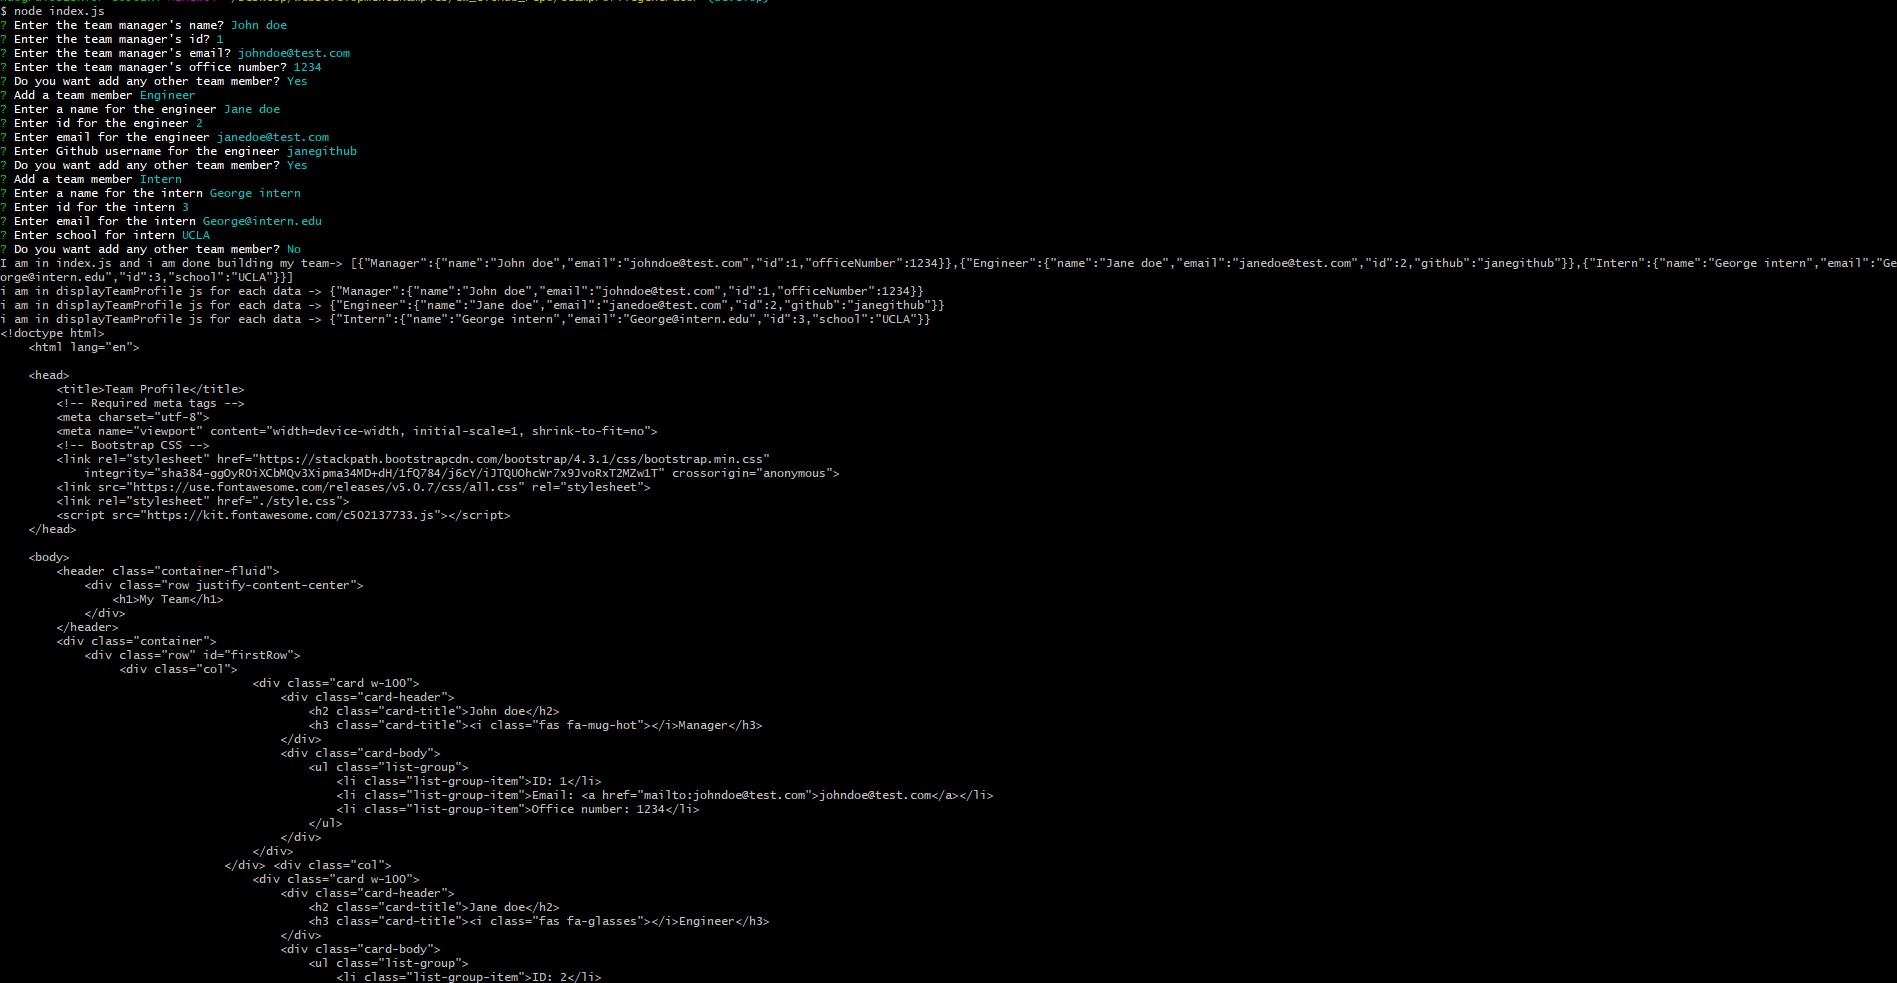 $ node index.js
? Enter the team manager's name? John doe
? Enter the team manager's id? 1
? Enter the team manager's email? johndoe@test.com
? Enter the team manager's office number? 1234
? Do you want add any other team member? Yes
? Add a team member Engineer
? Enter a name for the engineer Jane doe
? Enter id for the engineer 2
? Enter email for the engineer janedoe@test.com
? Enter Github username for the engineer janegithub
? Do you want add any other team member? Yes
? Add a team member Intern
? Enter a name for the intern George intern
? Enter id for the intern 3
? Enter email for the intern George@intern.edu
? Enter school for intern UCLA
? Do you want add any other team member? No
I am in index.js and i am done building my team-> [{"Manager":{"name":"John doe","email":"johndoe@test.com","id":1,"officeNumber":1234}},{"Engineer":{"name":"Jane doe","email":"janedoe@test.com","id":2,"github":"janegithub"}},{"Intern":{"name":"George intern","email":"Ge
orge@intern.edu","id":3,"school":"UCLA"}}]
i am in displayTeamProfile js for each data -> {"Manager":{"name":"John doe","email":"johndoe@test.com","id":1,"officeNumber":1234}}
i am in displayTeamProfile js for each data -> {"Engineer":{"name":"Jane doe","email":"janedoe@test.com","id":2,"github":"janegithub"}}
i am in displayTeamProfile js for each data -> {"Intern":{"name":"George intern","email":"George@intern.edu","id":3,"school":"UCLA"}}
<!doctype html>
<html lang="en">
<head>
<title>Team Profile</title>
<!-- Required meta tags -->
<meta charset="utf-8">
<meta name="viewport" content="width=device-width, initial-scale=1, shrink-to-fit=no">
<!-- Bootstrap CSS -->
<link rel="stylesheet" href="https://stackpath.bootstrapcdn.com/bootstrap/4.3.1/css/bootstrap.min.css"
integrity="sha384-ggOyR0iXCbMQv3Xipma34MD+dH/1fQ784/j6cY/iJTQUOhcWr7x9JvoRxT2MZw1T" crossorigin="anonymous">
<link src="https://use.fontawesome.com/releases/v5.0.7/css/all.css" rel="stylesheet">
<link rel="stylesheet" href="./style.css">
<script src="https://kit.fontawesome.com/c502137733.js"></script>
</head>
<body>
<header class="container-fluid">
<div class="row justify-content-center">
<h1>My Team</h1>
</div>
</header>
<div class="container">
<div class="row" id="firstRow">
<div class="col">
<div class="card w-100">
<div class="card-header">
<h2 class="card-title">John doe</h2>
<h3 class="card-title"><i class="fas fa-mug-hot"></i>Manager</h3>
</div>
<div class="card-body">
<ul class="list-group">
<li class="list-group-item">ID: 1</li>
<li class="list-group-item">Email: <a href="mailto:johndoe@test.com">johndoe@test.com</a></li>
<li class="list-group-item">Office number: 1234</li>
</ul>
</div>
</div>
</div> <div class="col">
<div class="card w-100">
<div class="card-header">
<h2 class="card-title">Jane doe</h2>
<h3 class="card-title"><i class="fas fa-glasses"></i>Engineer</h3>
</div>
<div class="card-body">
<ul class="list-group">
<li class="list-group-item">ID: 2</li>